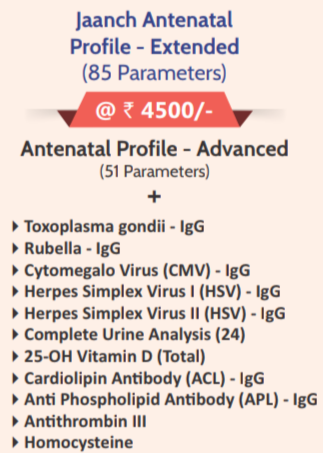 Jaanch Antenatal
Profile - Extended
(85 Parameters)
@ ₹ 4500/-
Antenatal Profile - Advanced
(51 Parameters)
+
▶ Toxoplasma gondii - IgG
▶ Rubella - IgG
▶ Cytomegalo Virus (CMV) - IgG
▶ Herpes Simplex Virus I (HSV) - IgG
▶ Herpes Simplex Virus II (HSV) - IgG
▶ Complete Urine Analysis (24)
▶ 25-OH Vitamin D (Total)
▶ Cardiolipin Antibody (ACL) - IgG
▶ Anti Phospholipid Antibody (APL) - IgG
▶ Antithrombin III
▶ Homocysteine